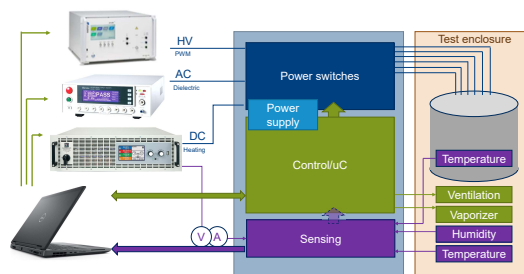 Test enclosure
HV
PWM
AC
Dielectric
DC
Heating
Power switches
Power
supply
Control/uC
Sensing
V
A
Temperature
Ventilation
Vaporizer
Humidity
Temperature